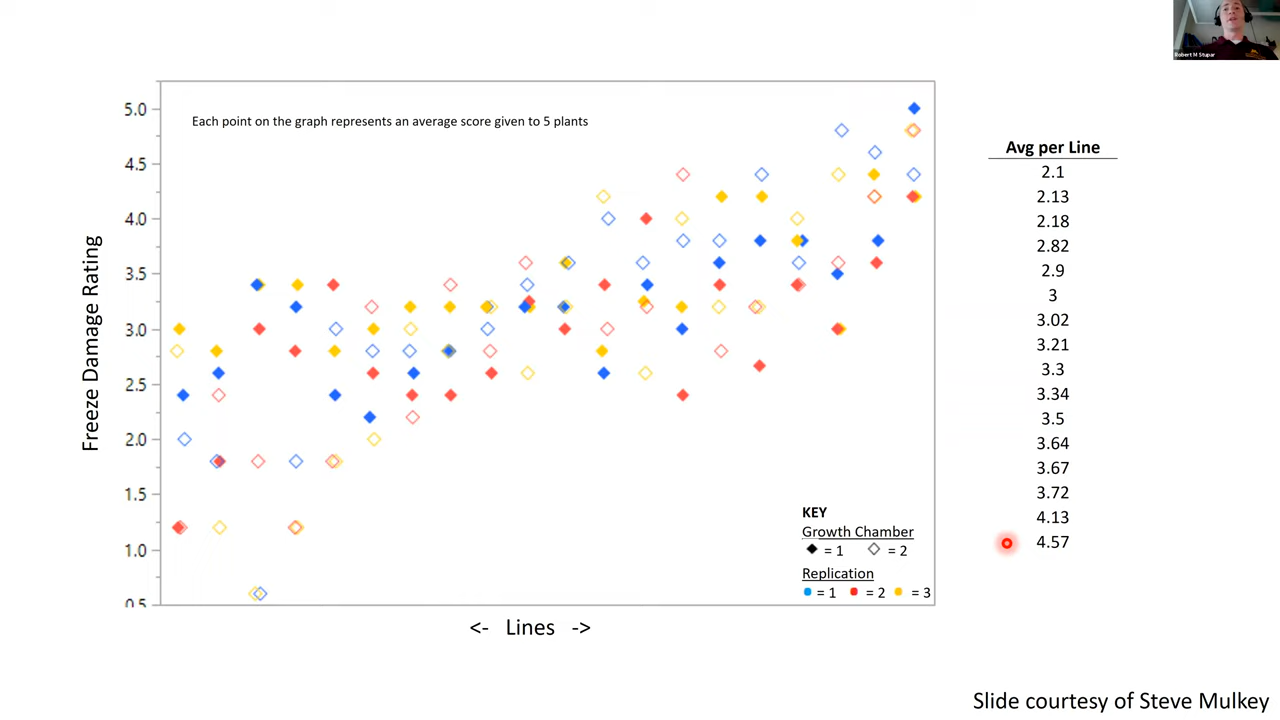 Robert M Stupar
Each point on the graph represents an average score given to 5 plants
Freeze Damage Rating
5.0
4.5
4.0
3.5
3.0
2.5
2.0
1.5
1.0
0.5
<- Lines ->
KEY
Growth Chamber
= 1 = 2
Replication
= 1 = 2 = 3
Avg per Line
2.1
2.13
2.18
2.82
2.9
3
3.02
3.21
3.3
3.34
3.5
3.64
3.67
3.72
4.13
4.57
Slide courtesy of Steve Mulkey